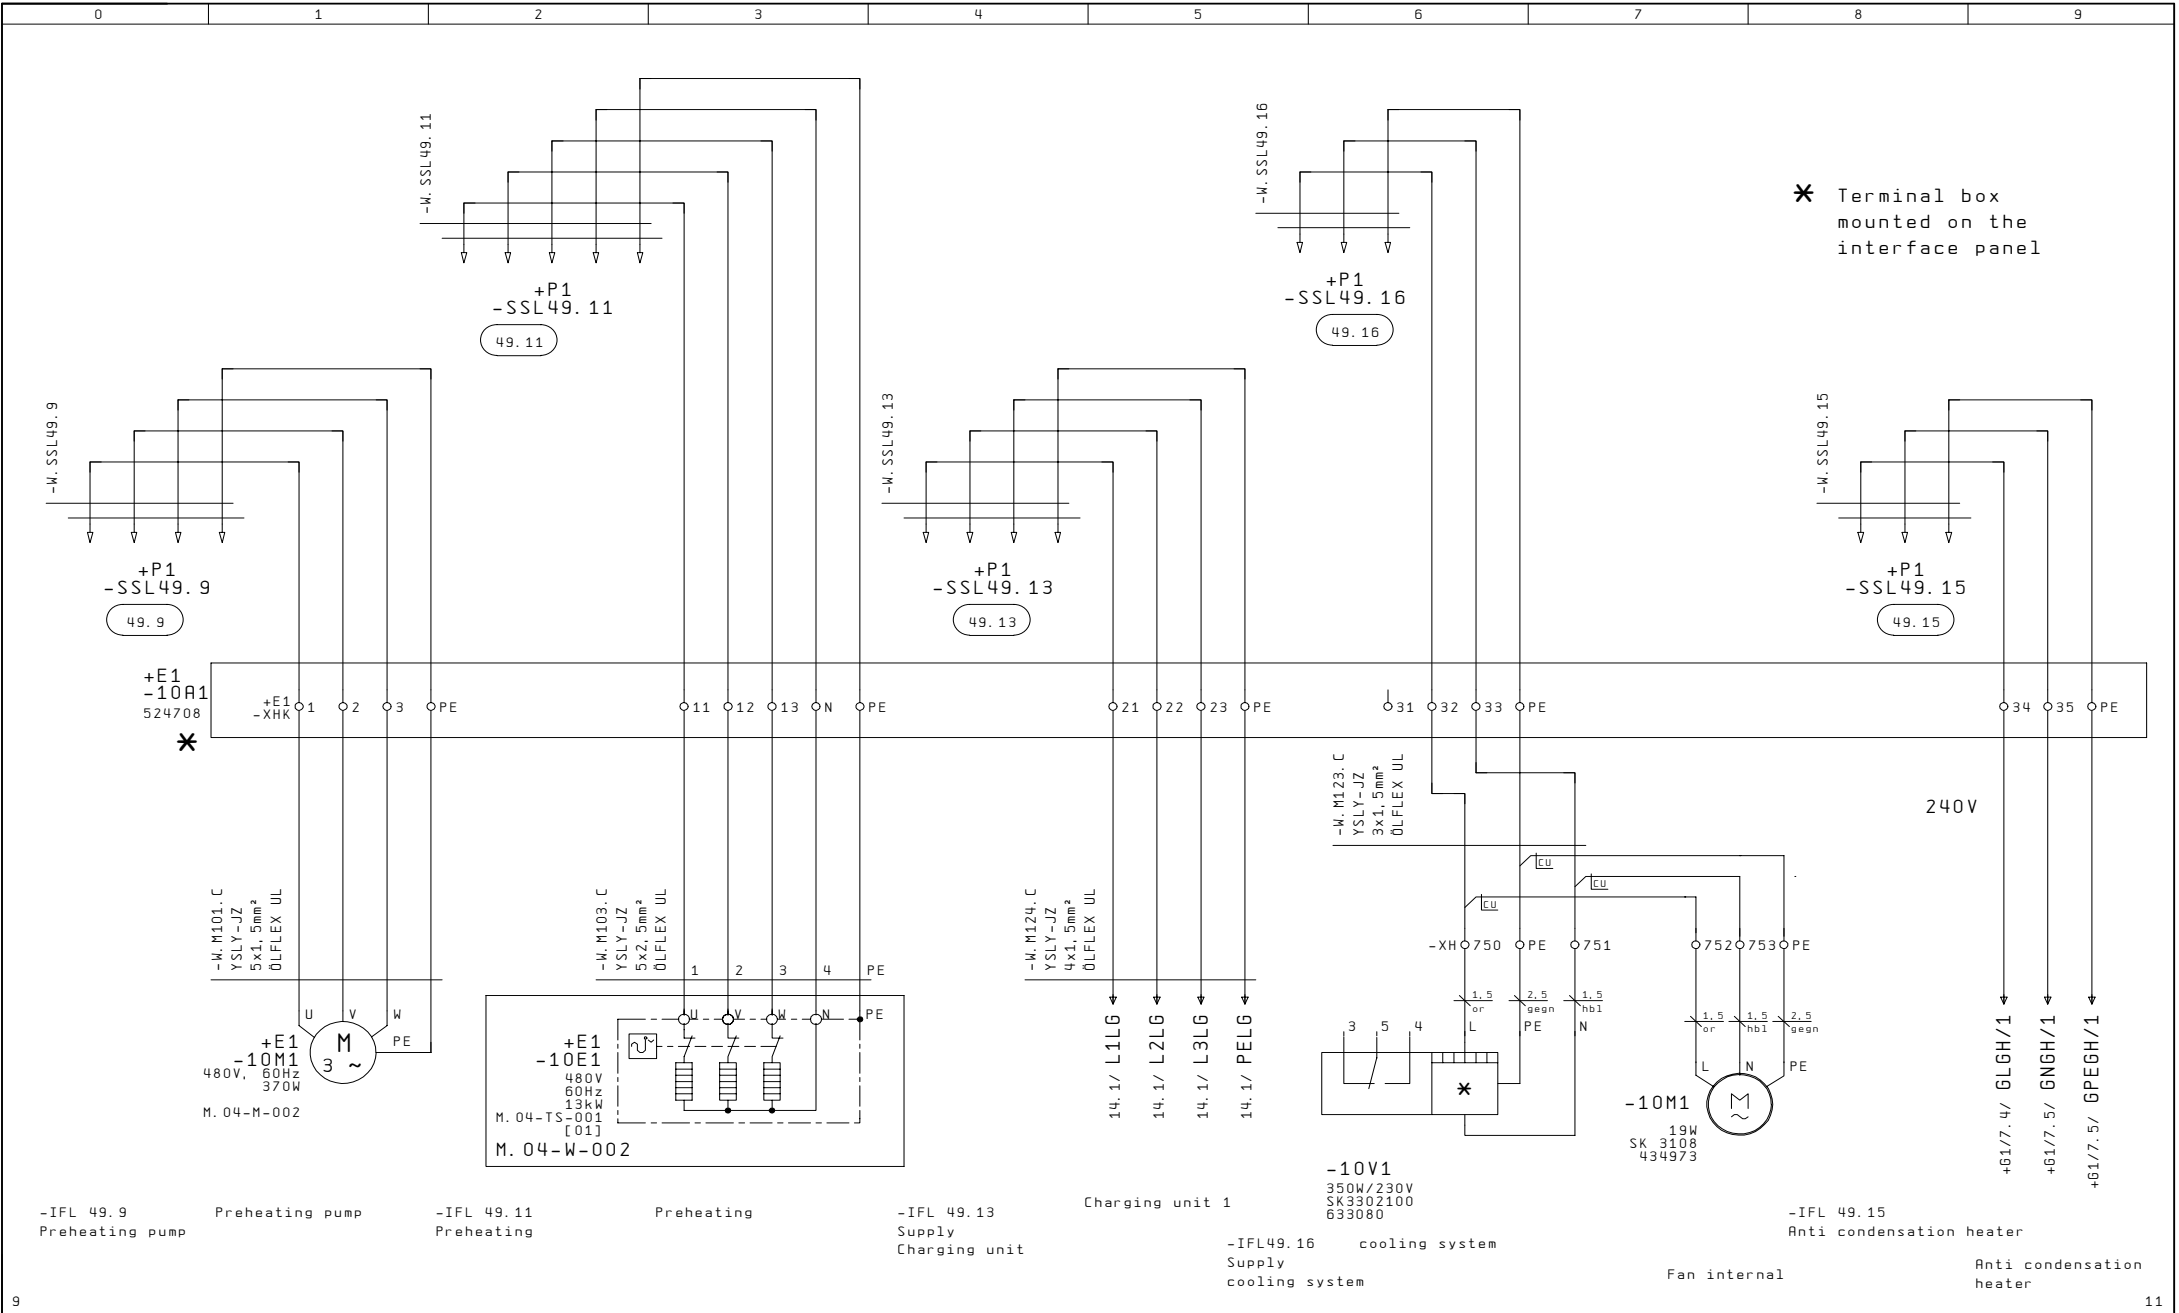 0 1 2 3 4 5 6 7 8 9
-W.SSL49.11
-W.SSL49.16
* Terminal box
mounted on the
interface panel
+P1
-SSL49.11
49.11
+P1
-SSL49.16
49.16
-W.SSL49.9
-W.SSL49.13
-W.SSL49.15
+P1
-SSL49.9
49.9
+P1
-SSL49.13
49.13
+P1
-SSL49.15
49.15
+E1
-10A1
524708
*
+E1
-XHK
1 2 3 PE 11 12 13 N PE 21 22 23 PE 31 32 33 PE 34 35 PE
-W.M123.C
YSLY-JZ
3x1,5mm²
ÖLFLEX UL
240V
CU
CU
CU
-W.M101.C
YSLY-JZ
5x1,5mm²
ÖLFLEX UL
-W.M103.C
YSLY-JZ
5x2,5mm²
ÖLFLEX UL
-W.M124.C
YSLY-JZ
4x1,5mm²
ÖLFLEX UL
-XH 750 PE 751 752 753 PE
1 2 3 4 PE
U V W
PE
M
3 ~
+E1
-10M1
480V, 60Hz
370W
M.04-M-002
U V W N PE
+E1
-10E1
480V
60Hz
13kW
M.04-TS-001
[01]
M.04-W-002
14.1/ L1LG
14.1/ L2LG
14.1/ L3LG
14.1/ PELG
1,5
or
2,5
gegn
1,5
hbl
3 5 4 L PE N
*
1,5
or
1,5
hbl
2,5
gegn
L N PE
M
~
-10M1
19W
SK 3108
434973
+G1/7.4/ GLGH/1
+G1/7.5/ GNGH/1
+G1/7.5/ GPEGH/1
-10V1
350W/230V
SK3302100
633080
-IFL 49.9
Preheating pump
Preheating pump
-IFL 49.11
Preheating
Preheating
-IFL 49.13
Supply
Charging unit
Charging unit 1
-IFL49.16
Supply
cooling system
cooling system
Fan internal
-IFL 49.15
Anti condensation heater
Anti condensation
heater
9
11